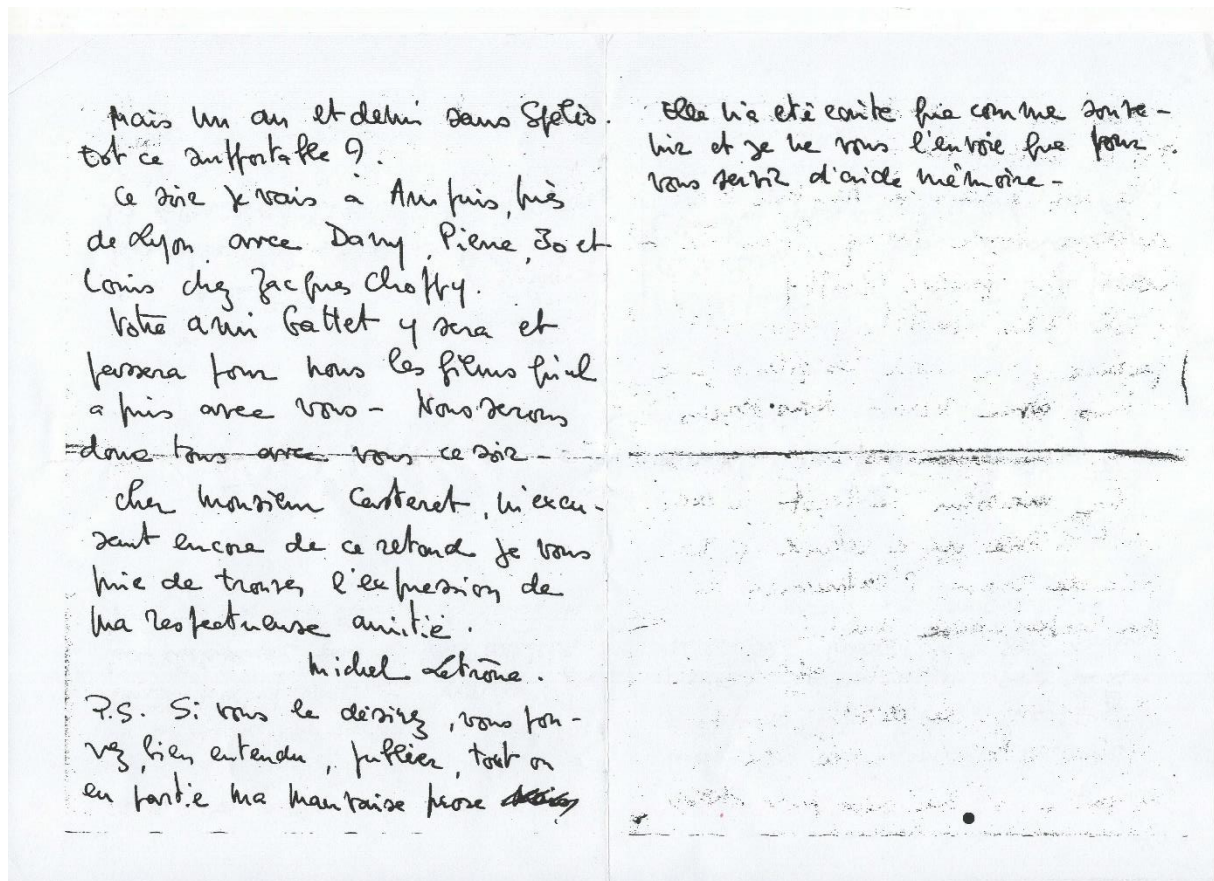 Mais un an et demi sans Spéléo.
Est ce supportable ?.
Ce soir je vais à Ampuis, près
de Lyon avec Dany, Pierre, Jo et
Louis chez Jacques Choppy.
Votre ami Gattet y sera et
passera pour nous les films qu'il
a pris avec vous - Nous serons
donc tous avec vous ce soir -
Cher Monsieur Casteret, m'excu-
sant encore de ce retard je vous
prie de trouver l'expression de
ma respectueuse amitié.
Michel Letrône.
P.S. Si vous le désirez, vous pou-
vez, bien entendu, publier, tout ou
en partie ma mauvaise prose
Elle n'a été écrite que comme souve-
nir et je ne vous l'envoie que pour
vous servir d'aide mémoire -